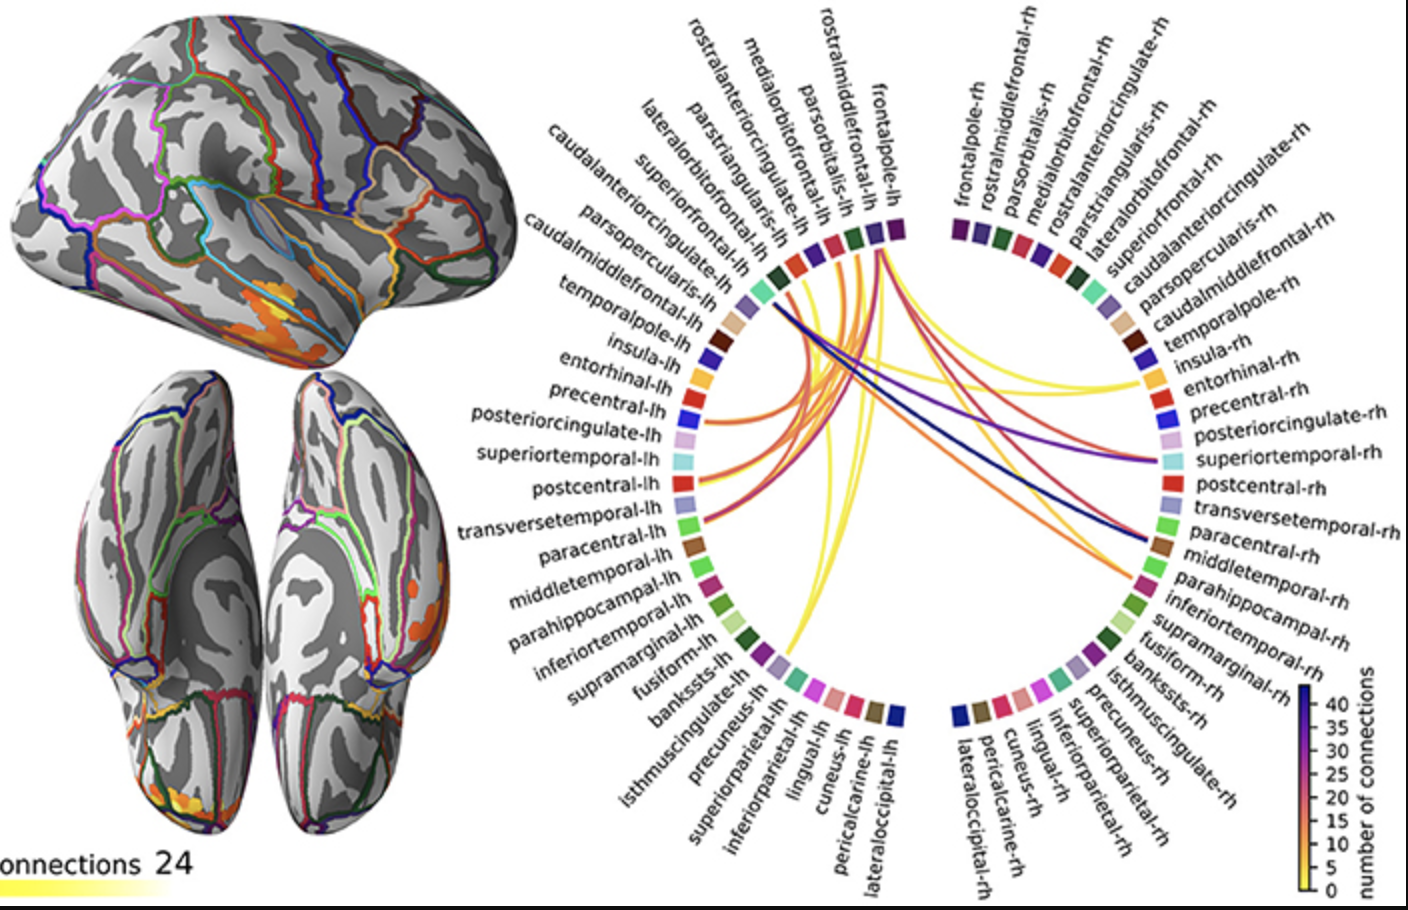 rostralmiddlefrontal-lh
frontalpole-lh
parsorbitalis-lh
medialorbitofrontal-lh
rostralanteriorcingulate-lh
parstriangularis-lh
lateralorbitofrontal-lh
superiorfrontal-lh
caudalanteriorcingulate-lh
parsopercularis-lh
caudalmiddlefrontal-lh
temporalpole-lh
insula-lh
entorhinal-lh
precentral-lh
posteriorcingulate-lh
superiortemporal-lh
postcentral-lh
transversetemporal-lh
paracentral-lh
middletemporal-lh
parahippocampal-lh
inferiortemporal-lh
supramarginal-lh
fusiform-lh
bankssts-lh
isthmuscingulate-lh
precuneus-lh
superiorparietal-lh
inferiorparietal-lh
lingual-lh
cuneus-lh
pericalcarine-lh
lateraloccipital-lh
frontalpole-rh
rostralmiddlefrontal-rh
parsorbitalis-rh
medialorbitofrontal-rh
rostralanteriorcingulate-rh
parstriangularis-rh
lateralorbitofrontal-rh
superiorfrontal-rh
caudalanteriorcingulate-rh
parsopercularis-rh
caudalmiddlefrontal-rh
temporalpole-rh
insula-rh
entorhinal-rh
precentral-rh
posteriorcingulate-rh
superiortemporal-rh
postcentral-rh
transversetemporal-rh
paracentral-rh
middletemporal-rh
parahippocampal-rh
inferiortemporal-rh
supramarginal-rh
fusiform-rh
bankssts-rh
isthmuscingulate-rh
precuneus-rh
superiorparietal-rh
inferiorparietal-rh
lingual-rh
cuneus-rh
pericalcarine-rh
lateraloccipital-rh
onnections 24
40
35
30
25
20
15
10
5
0
number of connections